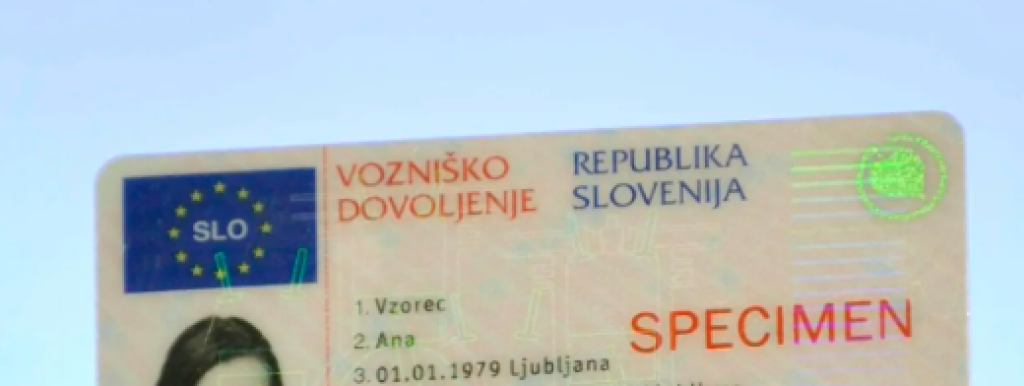 VOZNIŠKO DOVOLJENJE
REPUBLIKA SLOVENIJA
SLO
1. Vzorec
2. Ana
SPECIMEN
3. 01.01.1979 Ljubljana